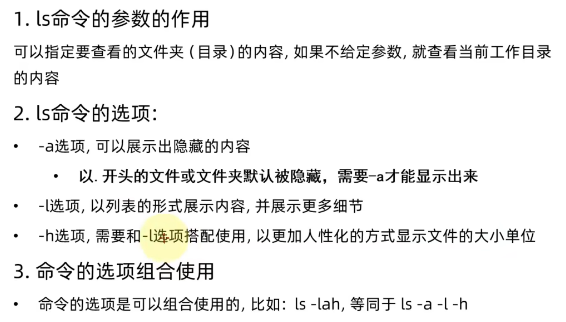 1. ls命令的参数的作用
可以指定要查看的文件夹（目录）的内容, 如果不给定参数, 就查看当前工作目录
的内容
2. ls命令的选项:
• -a选项, 可以展示出隐藏的内容
• 以. 开头的文件或文件夹默认被隐藏，需要-a才能显示出来
• -l选项, 以列表的形式展示内容, 并展示更多细节
• -h选项, 需要和-l选项搭配使用, 以更加人性化的方式显示文件的大小单位
3. 命令的选项组合使用
• 命令的选项是可以组合使用的, 比如: ls -lah, 等同于 ls -a -l -h